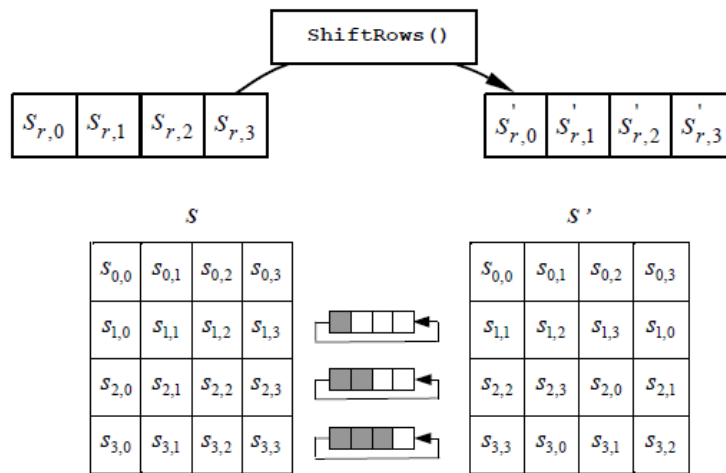 ShiftRows()
S_{r,0} S_{r,1} S_{r,2} S_{r,3} S'_{r,0} S'_{r,1} S'_{r,2} S'_{r,3}
S S'
S_{0,0} S_{0,1} S_{0,2} S_{0,3} S_{0,0} S_{0,1} S_{0,2} S_{0,3}
S_{1,0} S_{1,1} S_{1,2} S_{1,3} S_{1,1} S_{1,2} S_{1,3} S_{1,0}
S_{2,0} S_{2,1} S_{2,2} S_{2,3} S_{2,2} S_{2,3} S_{2,0} S_{2,1}
S_{3,0} S_{3,1} S_{3,2} S_{3,3} S_{3,3} S_{3,0} S_{3,1} S_{3,2}